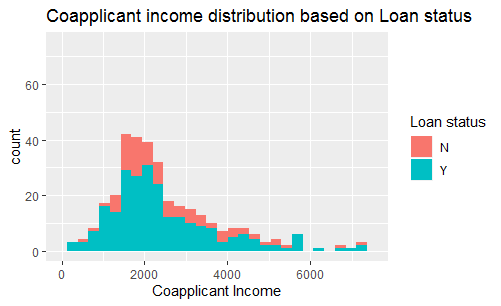 Coapplicant income distribution based on Loan status
60
40
20
0
count
0 2000 4000 6000
Coapplicant Income
Loan status
N
Y